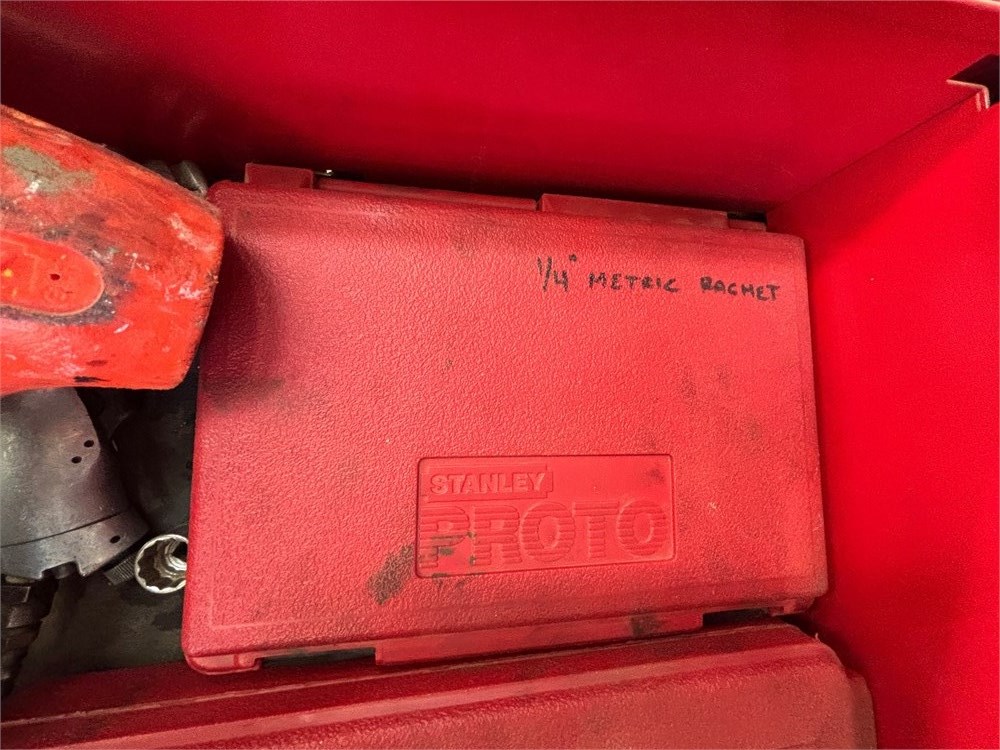 1/4" METRIC RACHET
STANLEY
PROTO